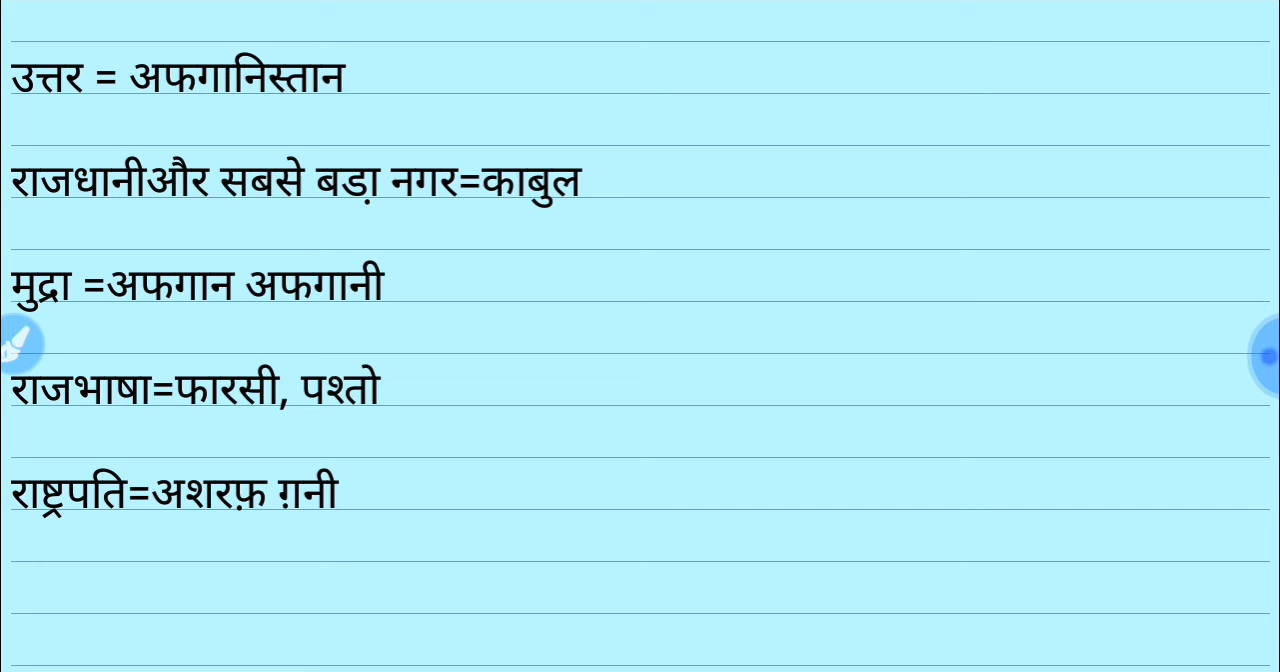 उत्तर = अफगानिस्तान
राजधानीऔर सबसे बडा़ नगर=काबुल
मुद्रा =अफगान अफगानी
राजभाषा=फारसी, पश्तो
राष्ट्रपति=अशरफ़ ग़नी